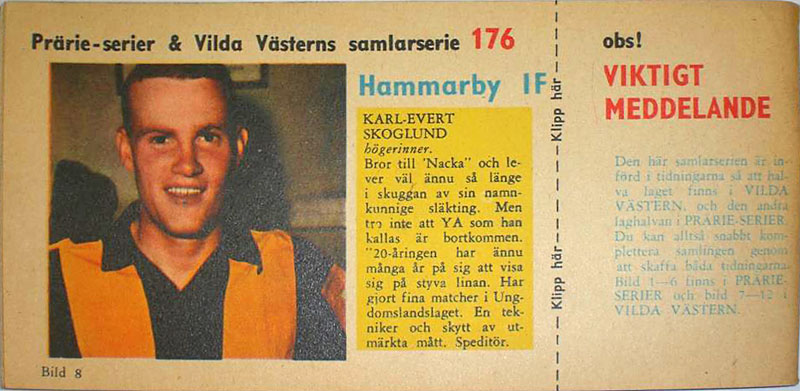 Prärie-serier & Vilda Västerns samlarserie 176
Hammarby IF
KARL-EVERT
SKOGLUND
högerinner.
Bror till 'Nacka" och le-
ver väl ännu så länge
i skuggan av sin namn-
kunnige släkting. Men
tro inte att YA som han
kallas är bortkommen.
"20-åringen har ännu
många år på sig att visa
sig på styva linan. Har
gjort fina matcher i Ung-
domslandslaget. En tek-
niker och skytt av ut-
märkta mått. Speditör.
Bild 8
Klipp här
Klipp här
obs!
VIKTIGT
MEDDELANDE
Den här samlarserien är in-
förd i tidningarna så att hal-
va laget finns i VILDA
VÄSTERN, och den andra
laghalvan i PRÄRIE-SERIER.
Du kan alltså snabbt kom-
plettera samlingen genom
att skaffa båda tidningarna.
Bild 1—6 finns i PRÄRIE-
SERIER och bild 7—12 i
VILDA VÄSTERN.